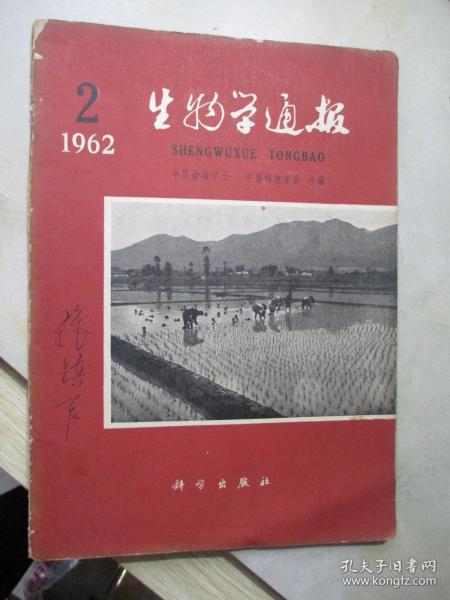 2
1962
生物学通报
SHENGWUXUE TONGBAO
中国动物学会 中国植物学会 合编
科学出版社
孔夫子旧书网
www.kongfz.com